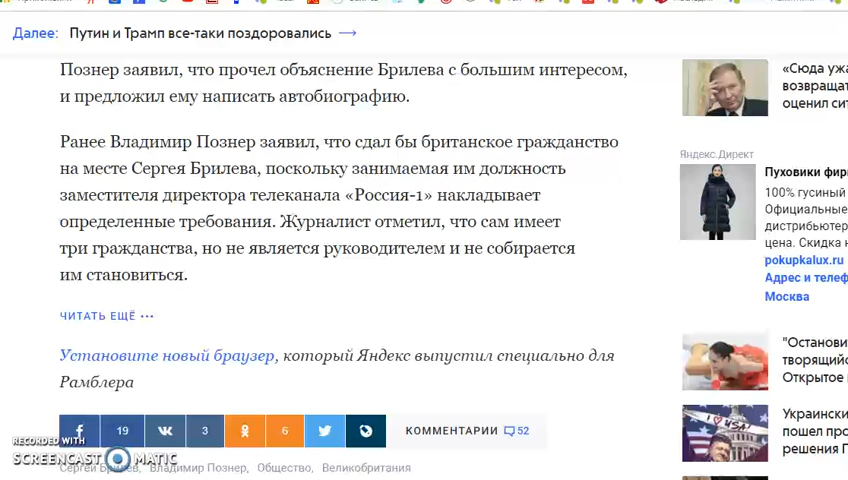 Далее: Путин и Трамп все-таки поздоровались →
Познер заявил, что прочел объяснение Брилева с большим интересом,
и предложил ему написать автобиографию.
Ранее Владимир Познер заявил, что сдал бы британское гражданство
на месте Сергея Брилева, поскольку занимаемая им должность
заместителя директора телеканала «Россия-1» накладывает
определенные требования. Журналист отметил, что сам имеет
три гражданства, но не является руководителем и не собирается
им становиться.
ЧИТАТЬ ЕЩЁ •••
Установите новый браузер, который Яндекс выпустил специально для
Рамблера
19
3
6
КОММЕНТАРИИ 52
Сергей Брилев, Владимир Познер, Общество, Великобритания
RECORDED WITH
SCREENCAST MATIC
«Сюда
возвращат
оценил сит
Яндекс.Директ
Пуховики фир
100% гусиный
Официальные
дистрибьютер
цена. Скидка н
pokupkalux.ru
Адрес и телеф
Москва
"Останови
творящийс
Открытое
I ♥ USA
Украински
пошел про
решения П